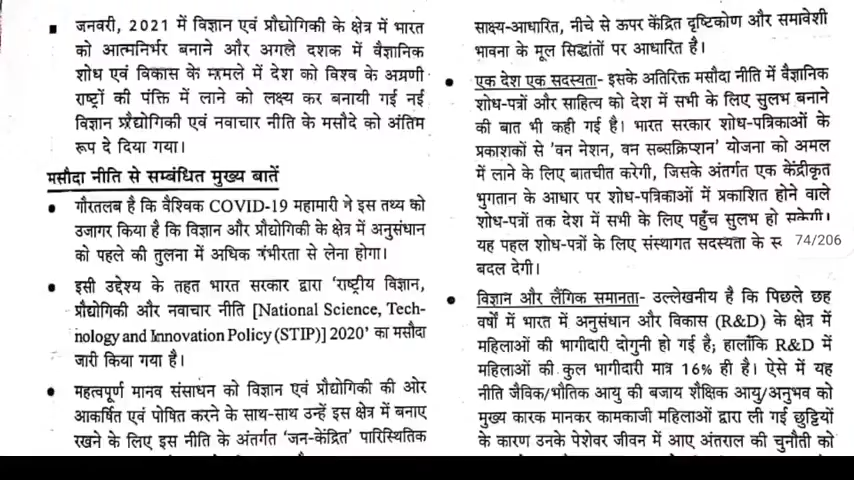 जनवरी, 2021 में विज्ञान एवं प्रौद्योगिकी के क्षेत्र में भारत
को आत्मनिर्भर बनाने और अगले दशक में वैज्ञानिक
शोध एवं विकास के मामले में देश को विश्व के अग्रणी
राष्ट्रों की पंक्ति में लाने को लक्ष्य कर बनायी गई नई
विज्ञान प्रौद्योगिकी एवं नवाचार नीति के मसौदे को अंतिम
रूप दे दिया गया।
मसौदा नीति से सम्बंधित मुख्य बातें
गौरतलब है कि वैश्विक COVID-19 महामारी ने इस तथ्य को
उजागर किया है कि विज्ञान और प्रौद्योगिकी के क्षेत्र में अनुसंधान
को पहले की तुलना में अधिक गंभीरता से लेना होगा।
इसी उद्देश्य के तहत भारत सरकार द्वारा ‘राष्ट्रीय विज्ञान,
प्रौद्योगिकी और नवाचार नीति [National Science, Tech-
nology and Innovation Policy (STIP)] 2020’ का मसौदा
जारी किया गया है।
महत्वपूर्ण मानव संसाधन को विज्ञान एवं प्रौद्योगिकी की ओर
आकर्षित एवं पोषित करने के साथ-साथ उन्हें इस क्षेत्र में बनाए
रखने के लिए इस नीति के अंतर्गत ‘जन-केंद्रित’ पारिस्थितिक
साक्ष्य-आधारित, नीचे से ऊपर केंद्रित दृष्टिकोण और समावेशी
भावना के मूल सिद्धांतों पर आधारित है।
एक देश एक सदस्यता- इसके अतिरिक्त मसौदा नीति में वैज्ञानिक
शोध-पत्रों और साहित्य को देश में सभी के लिए सुलभ बनाने
की बात भी कही गई है। भारत सरकार शोध-पत्रिकाओं के
प्रकाशकों से ‘वन नेशन, वन सब्सक्रिप्शन’ योजना को अमल
में लाने के लिए बातचीत करेगी, जिसके अंतर्गत एक केंद्रीकृत
भुगतान के आधार पर शोध-पत्रिकाओं में प्रकाशित होने वाले
शोध-पत्रों तक देश में सभी के लिए पहुँच सुलभ हो सकेगी।
यह पहल शोध-पत्रों के लिए संस्थागत सदस्यता के 74/206
बदल देगी।
विज्ञान और लैंगिक समानता- उल्लेखनीय है कि पिछले छह
वर्षों में भारत में अनुसंधान और विकास (R&D) के क्षेत्र में
महिलाओं की भागीदारी दोगुनी हो गई है; हालाँकि R&D में
महिलाओं की कुल भागीदारी मात्र 16% ही है। ऐसे में यह
नीति जैविक/भौतिक आयु की बजाय शैक्षिक आयु/अनुभव को
मुख्य कारक मानकर कामकाजी महिलाओं द्वारा ली गई छुट्टियों
के कारण उनके पेशेवर जीवन में आए अंतराल की चुनौती को